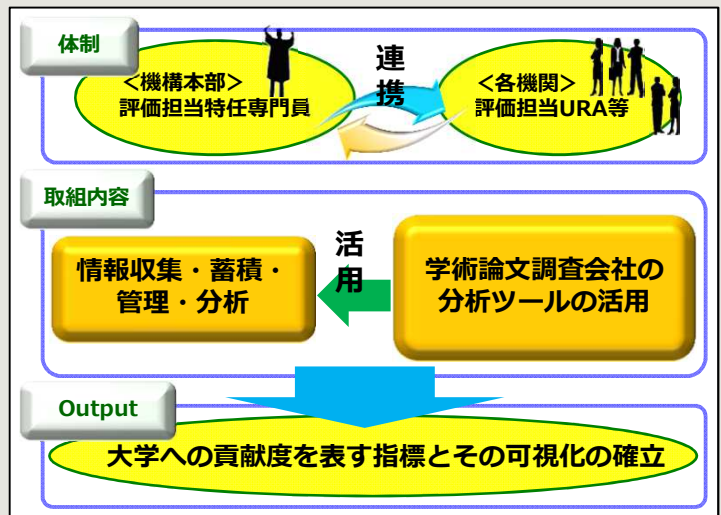 体制
<機構本部>
評価担当特任専門員
連
携
<各機関>
評価担当URA等
取組内容
情報収集・蓄積・
管理・分析
活
用
学術論文調査会社の
分析ツールの活用
Output
大学への貢献度を表す指標とその可視化の確立